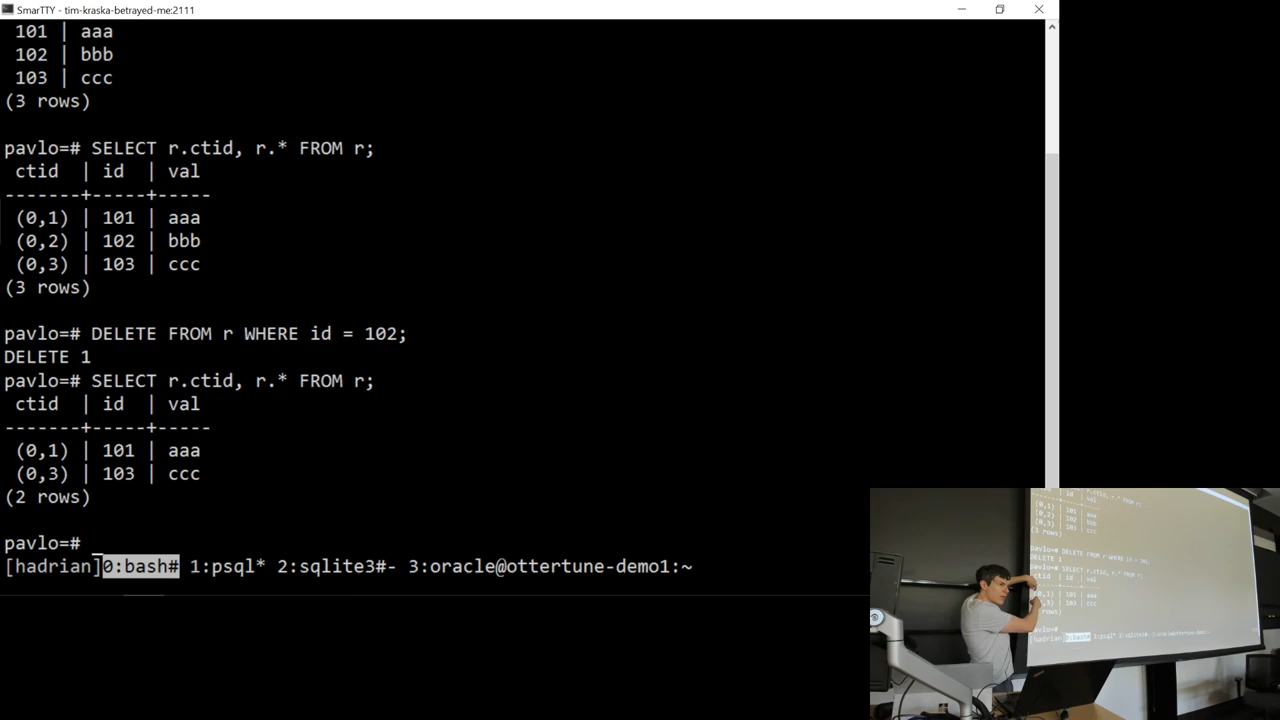 SmarTTY - tim-kraska-betrayed-me:2111
101 | aaa
102 | bbb
103 | ccc
(3 rows)
pavlo=# SELECT r.ctid, r.* FROM r;
ctid | id | val
-------+-----+-----
(0,1) | 101 | aaa
(0,2) | 102 | bbb
(0,3) | 103 | ccc
(3 rows)
pavlo=# DELETE FROM r WHERE id = 102;
DELETE 1
pavlo=# SELECT r.ctid, r.* FROM r;
ctid | id | val
-------+-----+-----
(0,1) | 101 | aaa
(0,3) | 103 | ccc
(2 rows)
pavlo=#
[hadrian]0:bash# 1:psql* 2:sqlite3#- 3:oracle@ottertune-demo1:~